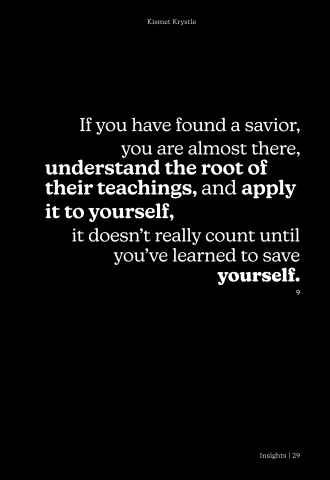 Kismet Krystle
If you have found a savior,
you are almost there,
understand the root of
their teachings, and apply
it to yourself,
it doesn’t really count until
you’ve learned to save
yourself.
9
Insights | 29